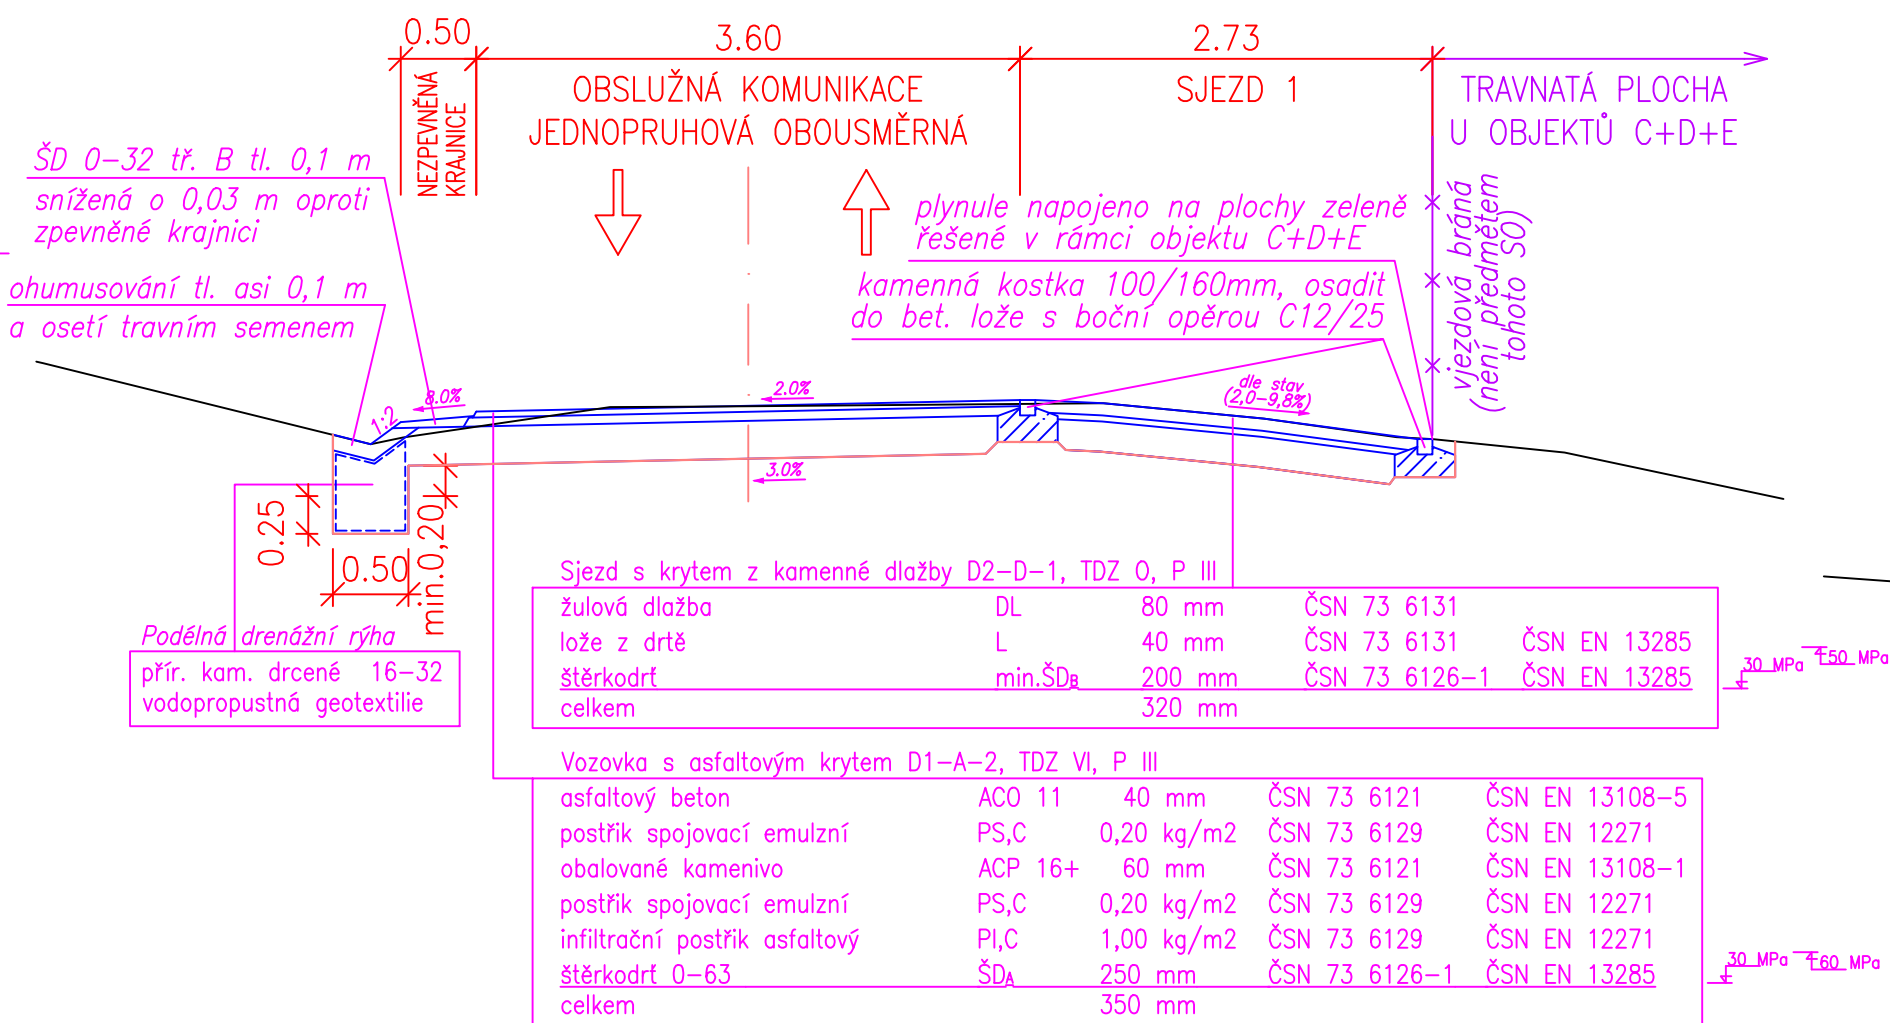 0.50
3.60
2.73
NEZPEVNĚNÁ
KRAJNICE
OBSLUŽNÁ KOMUNIKACE
JEDNOPRUHOVÁ OBOUSMĚRNÁ
SJEZD 1
TRAVNATÁ PLOCHA
U OBJEKTŮ C+D+E
ŠD 0-32 tř. B tl. 0,1 m
snížená o 0,03 m oproti
zpevněné krajnici
ohumusování tl. asi 0,1 m
a osetí travním semenem
plynule napojeno na plochy zeleně
řešené v rámci objektu C+D+E
kamenná kostka 100/160mm, osadit
do bet. lože s boční opěrou C12/25
vjezdová bráná
(není předmětem
tohoto SO)
1:2
8.0%
2.0%
dle stav
(2,0-9,8%)
3.0%
0.25
0.50
min.0,20
Podélná drenážní rýha
přír. kam. drcené 16-32
vodopropustná geotextilie
Sjezd s krytem z kamenné dlažby D2-D-1, TDZ O, P III
žulová dlažba DL 80 mm ČSN 73 6131
lože z drtě L 40 mm ČSN 73 6131 ČSN EN 13285
štěrkodrť min.ŠDB 200 mm ČSN 73 6126-1 ČSN EN 13285
celkem 320 mm
30 MPa 50 MPa
Vozovka s asfaltovým krytem D1-A-2, TDZ VI, P III
asfaltový beton ACO 11 40 mm ČSN 73 6121 ČSN EN 13108-5
postřik spojovací emulzní PS,C 0,20 kg/m2 ČSN 73 6129 ČSN EN 12271
obalované kamenivo ACP 16+ 60 mm ČSN 73 6121 ČSN EN 13108-1
postřik spojovací emulzní PS,C 0,20 kg/m2 ČSN 73 6129 ČSN EN 12271
infiltrační postřik asfaltový PI,C 1,00 kg/m2 ČSN 73 6129 ČSN EN 12271
štěrkodrť 0-63 ŠDA 250 mm ČSN 73 6126-1 ČSN EN 13285
celkem 350 mm
30 MPa 60 MPa